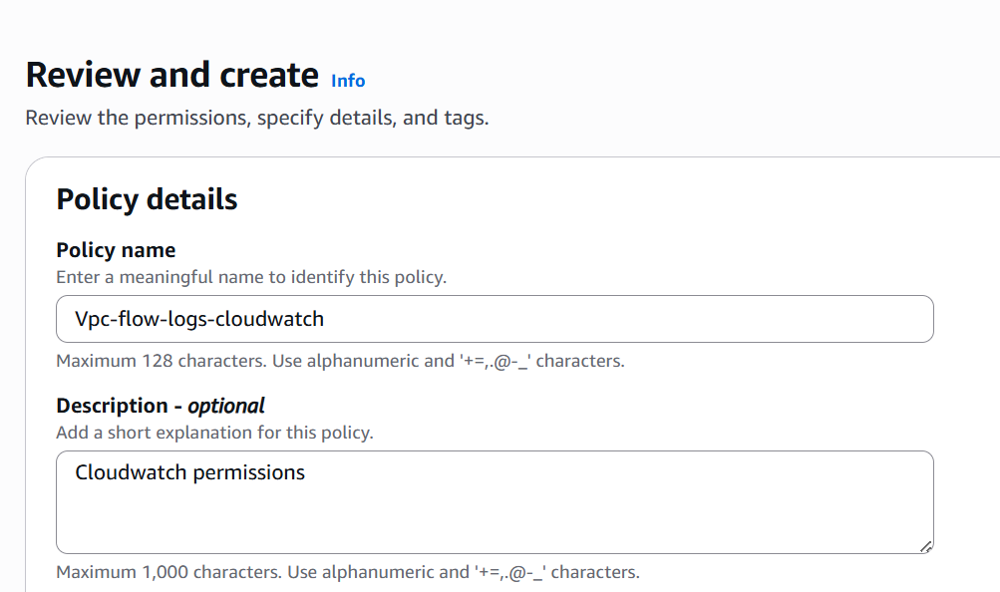 Review and create Info
Review the permissions, specify details, and tags.
Policy details
Policy name
Enter a meaningful name to identify this policy.
Vpc-flow-logs-cloudwatch
Maximum 128 characters. Use alphanumeric and '+=,.@-_' characters.
Description - optional
Add a short explanation for this policy.
Cloudwatch permissions
Maximum 1,000 characters. Use alphanumeric and '+=,.@-_' characters.